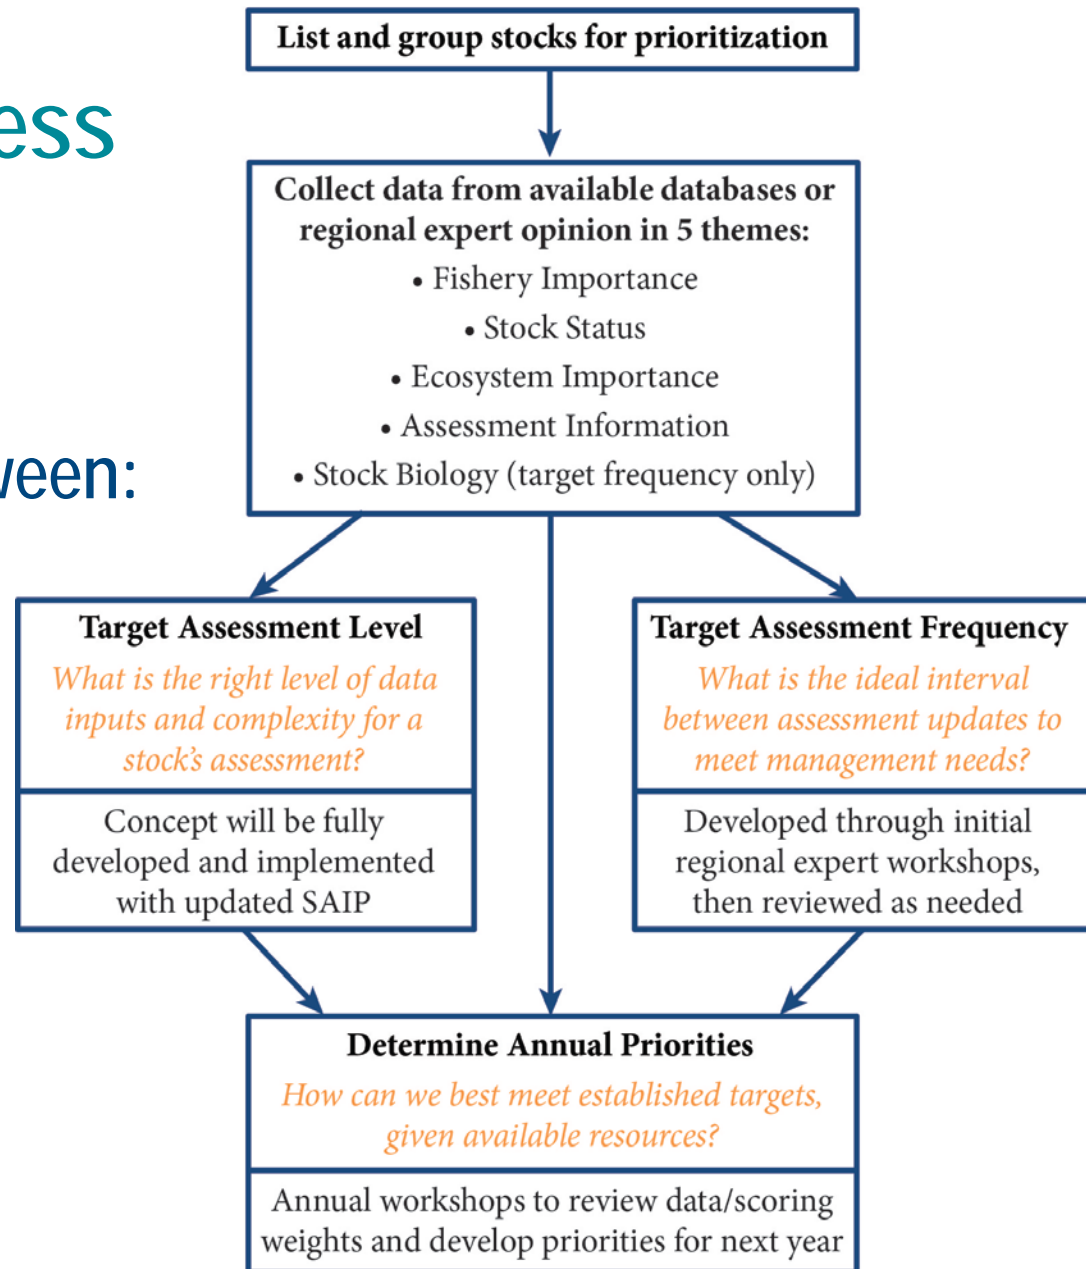 List and group stocks for prioritization
ess
Collect data from available databases or
regional expert opinion in 5 themes:
• Fishery Importance
• Stock Status
• Ecosystem Importance
• Assessment Information
• Stock Biology (target frequency only)
ween:
Target Assessment Level
What is the right level of data
inputs and complexity for a
stock's assessment?
Concept will be fully
developed and implemented
with updated SAIP
Target Assessment Frequency
What is the ideal interval
between assessment updates to
meet management needs?
Developed through initial
regional expert workshops,
then reviewed as needed
Determine Annual Priorities
How can we best meet established targets,
given available resources?
Annual workshops to review data/scoring
weights and develop priorities for next year